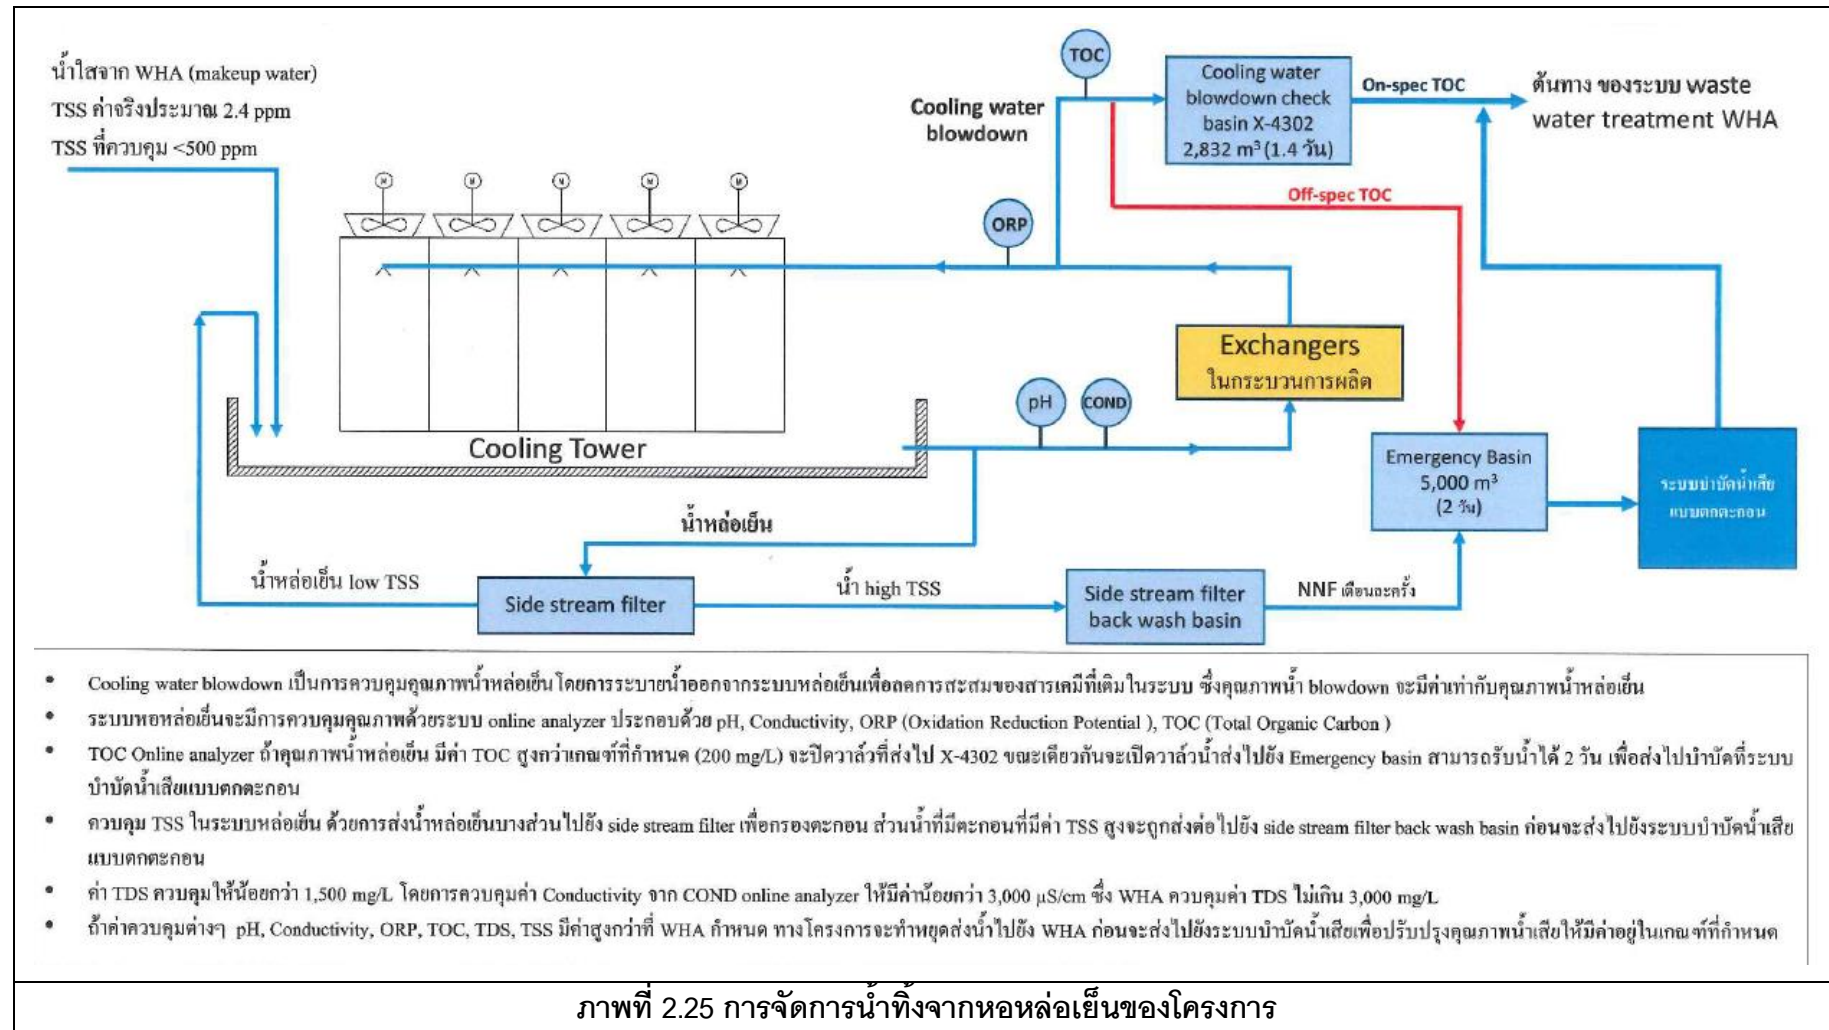 น้ำใสจาก WHA (makeup water)
TSS ค่าจริงประมาณ 2.4 ppm
TSS ที่ควบคุม <500 ppm
M M M M M
Cooling Tower
Cooling water
blowdown
TOC
Cooling water
blowdown check
basin X-4302
2,832 m³ (1.4 วัน)
On-spec TOC
ต้นทาง ของระบบ waste
water treatment WHA
Off-spec TOC
ORP
Exchangers
ในกระบวนการผลิต
pH
COND
Emergency Basin
5,000 m³
(2 วัน)
ระบบบำบัดน้ำเสีย
แบบตกตะกอน
น้ำหล่อเย็น
น้ำหล่อเย็น low TSS
Side stream filter
น้ำ high TSS
Side stream filter
back wash basin
NNF เดือนละครั้ง
• Cooling water blowdown เป็นการควบคุมคุณภาพน้ำหล่อเย็นโดยการระบายน้ำออกจากระบบหล่อเย็นเพื่อลดการสะสมของสารเคมีที่เติมในระบบ ซึ่งคุณภาพน้ำ blowdown จะมีค่าเท่ากับคุณภาพน้ำหล่อเย็น
• ระบบหอหล่อเย็นจะมีการควบคุมคุณภาพด้วยระบบ online analyzer ประกอบด้วย pH, Conductivity, ORP (Oxidation Reduction Potential ), TOC (Total Organic Carbon )
• TOC Online analyzer ถ้าคุณภาพน้ำหล่อเย็น มีค่า TOC สูงกว่าเกณฑ์ที่กำหนด (200 mg/L) จะปิดวาล์วที่ส่งไป X-4302 ขณะเดียวกันจะเปิดวาล์วน้ำส่งไปยัง Emergency basin สามารถรับน้ำได้ 2 วัน เพื่อส่งไปบำบัดที่ระบบ
บำบัดน้ำเสียแบบตกตะกอน
• ควบคุม TSS ในระบบหล่อเย็น ด้วยการส่งน้ำหล่อเย็นบางส่วนไปยัง side stream filter เพื่อกรองตะกอน ส่วนน้ำที่มีตะกอนที่มีค่า TSS สูงจะถูกส่งต่อไปยัง side stream filter back wash basin ก่อนจะส่งไปยังระบบบำบัดน้ำเสีย
แบบตกตะกอน
• ค่า TDS ควบคุมให้น้อยกว่า 1,500 mg/L โดยการควบคุมค่า Conductivity จาก COND online analyzer ให้มีค่าน้อยกว่า 3,000 µS/cm ซึ่ง WHA ควบคุมค่า TDS ไม่เกิน 3,000 mg/L
• ถ้าค่าควบคุมต่างๆ pH, Conductivity, ORP, TOC, TDS, TSS มีค่าสูงกว่าที่ WHA กำหนด ทางโครงการจะทำหยุดส่งน้ำไปยัง WHA ก่อนจะส่งไปยังระบบบำบัดน้ำเสียเพื่อปรับปรุงคุณภาพน้ำเสียให้มีค่าอยู่ในเกณฑ์ที่กำหนด
ภาพที่ 2.25 การจัดการน้ำทิ้งจากหอหล่อเย็นของโครงการ